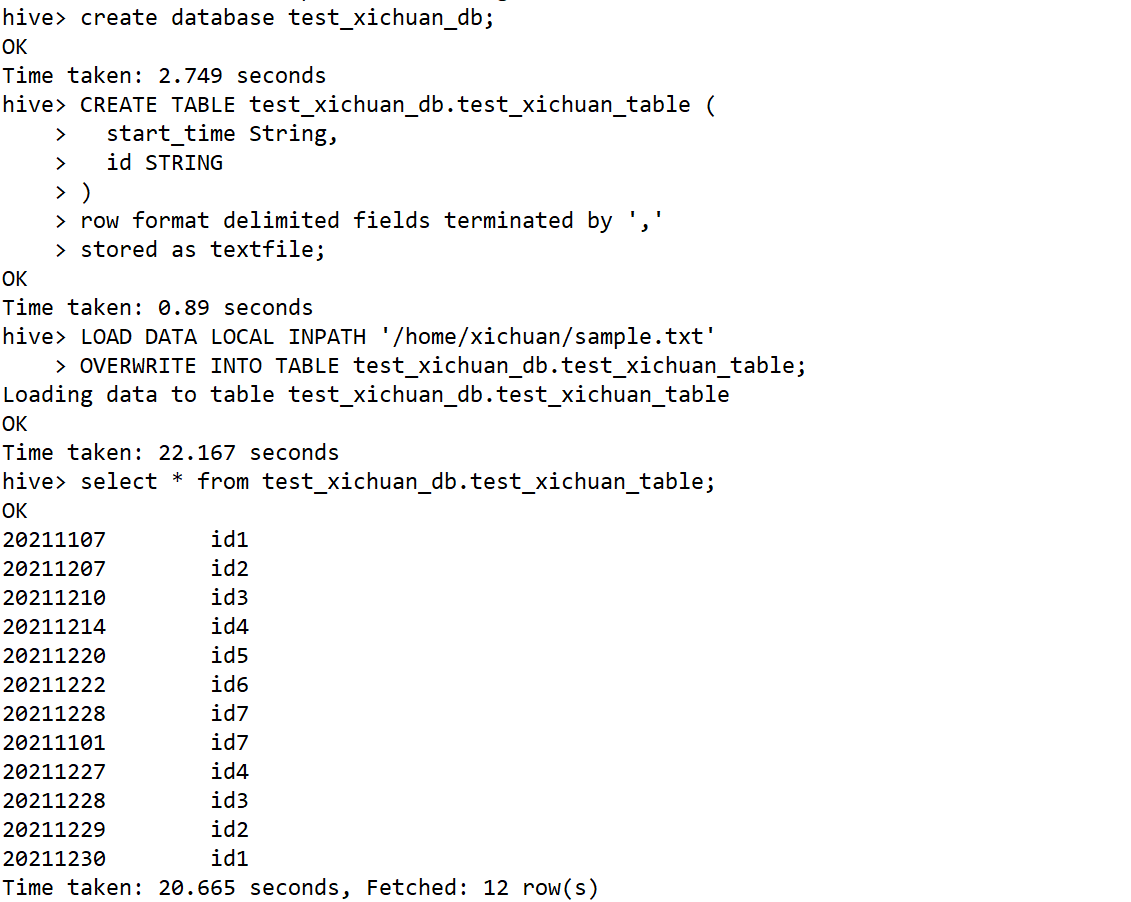 hive> create database test_xichuan_db;
OK
Time taken: 2.749 seconds
hive> CREATE TABLE test_xichuan_db.test_xichuan_table (
    >   start_time String,
    >   id STRING
    > )
    > row format delimited fields terminated by ','
    > stored as textfile;
OK
Time taken: 0.89 seconds
hive> LOAD DATA LOCAL INPATH '/home/xichuan/sample.txt'
    > OVERWRITE INTO TABLE test_xichuan_db.test_xichuan_table;
Loading data to table test_xichuan_db.test_xichuan_table
OK
Time taken: 22.167 seconds
hive> select * from test_xichuan_db.test_xichuan_table;
OK
20211107        id1
20211207        id2
20211210        id3
20211214        id4
20211220        id5
20211222        id6
20211228        id7
20211101        id7
20211227        id4
20211228        id3
20211229        id2
20211230        id1
Time taken: 20.665 seconds, Fetched: 12 row(s)